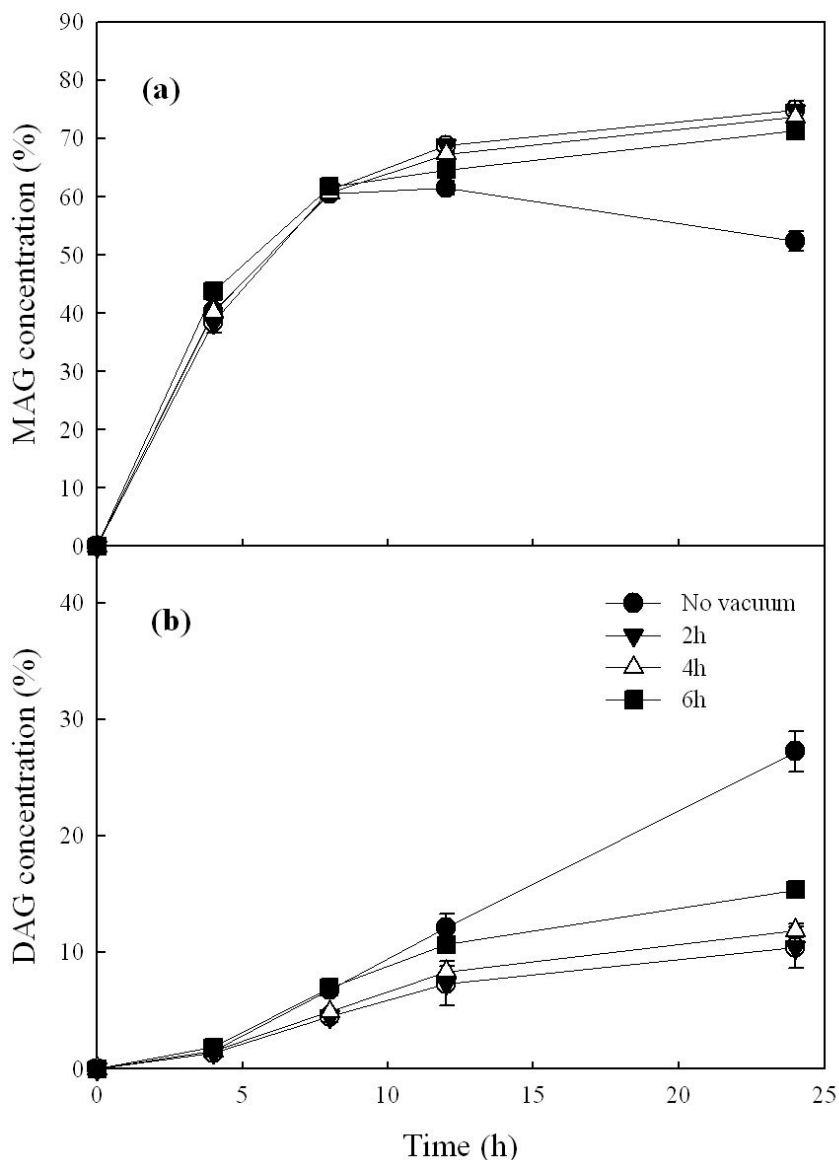 90
(a)
80
70
60
50
40
30
20
10
0
MAG concentration (%)
(b)
No vacuum
2h
4h
6h
40
30
20
10
0
DAG concentration (%)
0 5 10 15 20 25
Time (h)